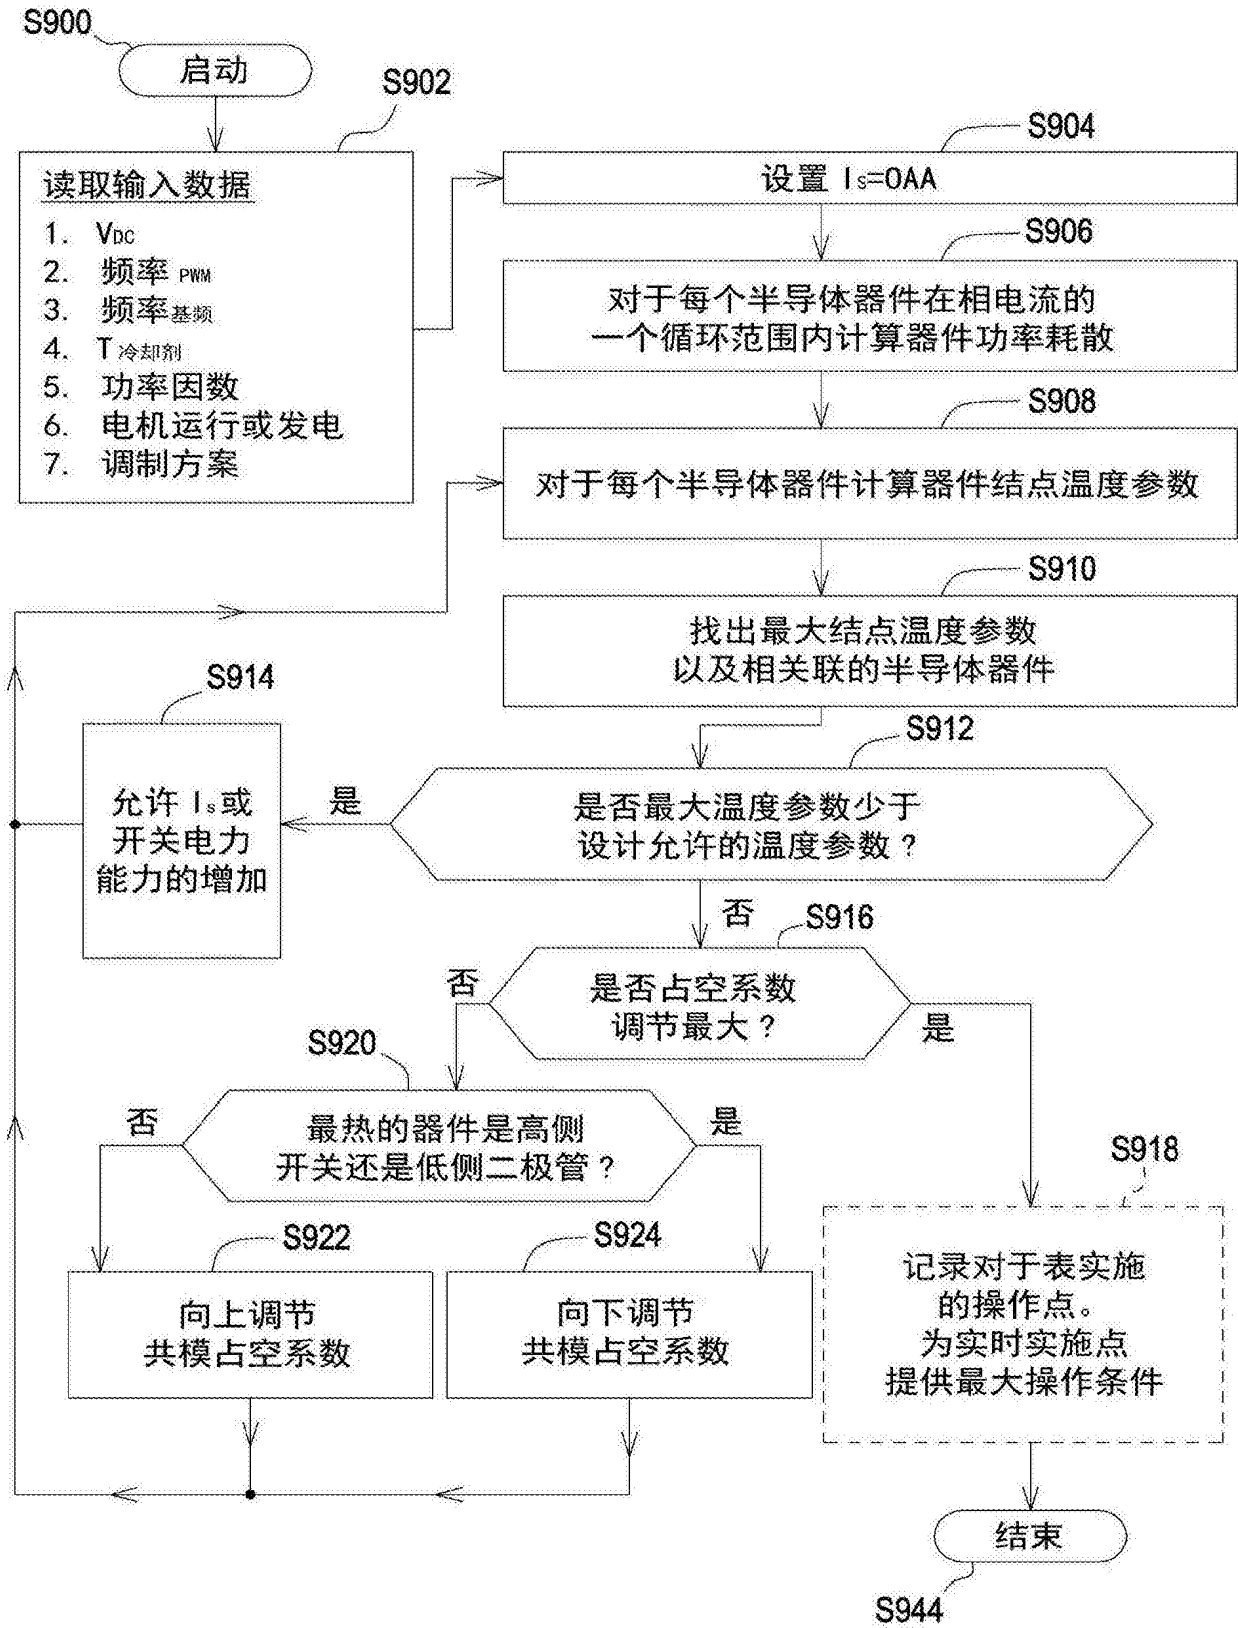 S900
启动
S902
读取输入数据
1. VDC
2. 频率 PWM
3. 频率基频
4. T 冷却剂
5. 功率因数
6. 电机运行或发电
7. 调制方案
S904
设置 Is=0AA
S906
对于每个半导体器件在相电流的
一个循环范围内计算器件功率耗散
S908
对于每个半导体器件计算器件结点温度参数
S910
找出最大结点温度参数
以及相关联的半导体器件
S912
是否最大温度参数少于
设计允许的温度参数？
是
S914
允许 Is或
开关电力
能力的增加
否
S916
是否占空系数
调节最大？
否
是
S920
最热的器件是高侧
开关还是低侧二极管？
否
是
S922
向上调节
共模占空系数
S924
向下调节
共模占空系数
S918
记录对于表实施
的操作点。
为实时实施点
提供最大操作条件
结束
S944